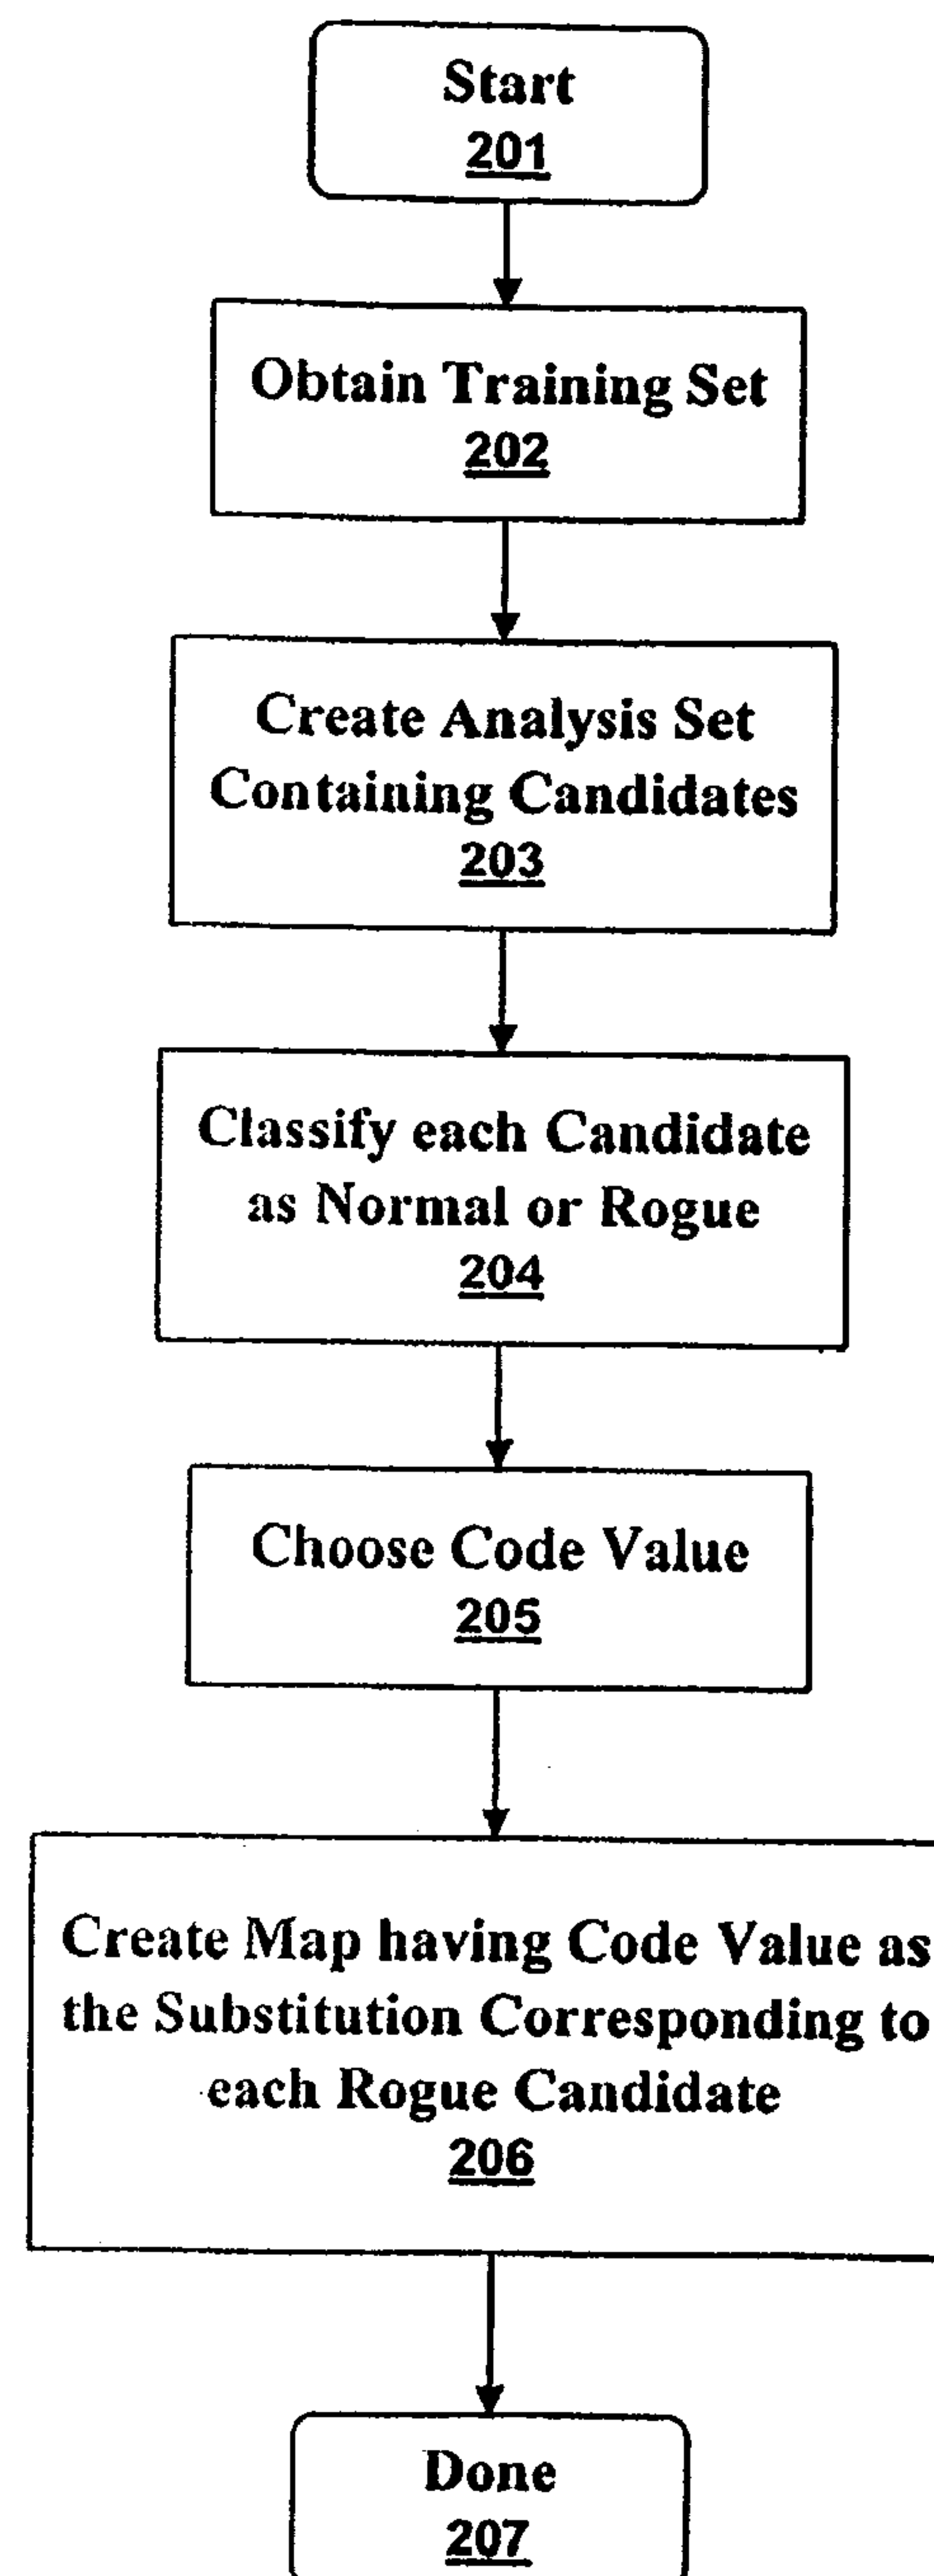 Start
201
Obtain Training Set
202
Create Analysis Set
Containing Candidates
203
Classify each Candidate
as Normal or Rogue
204
Choose Code Value
205
Create Map having Code Value as
the Substitution Corresponding to
each Rogue Candidate
206
Done
207